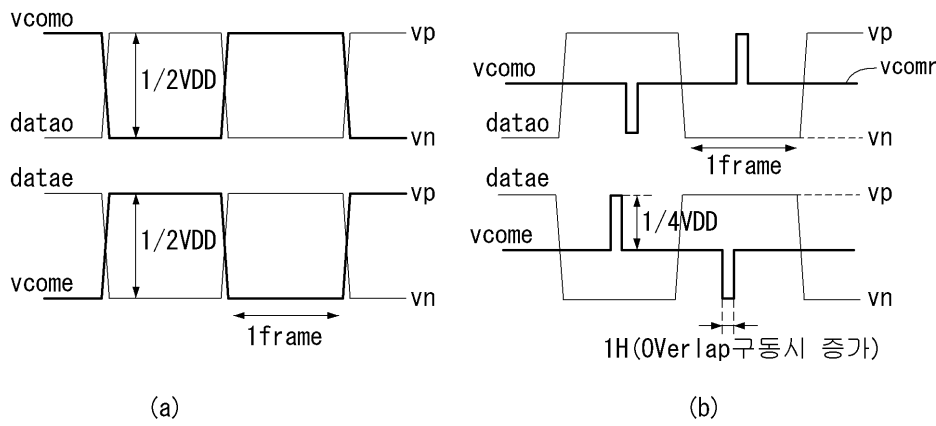 vcomo
vp
1/2VDD
datao
vn
datae
vp
1/2VDD
vcome
vn
1frame
(a)
vp
vcomo
vcomr
datao
vn
1frame
datae
vp
1/4VDD
vcome
vn
1H(OVerlap구동시 증가)
(b)